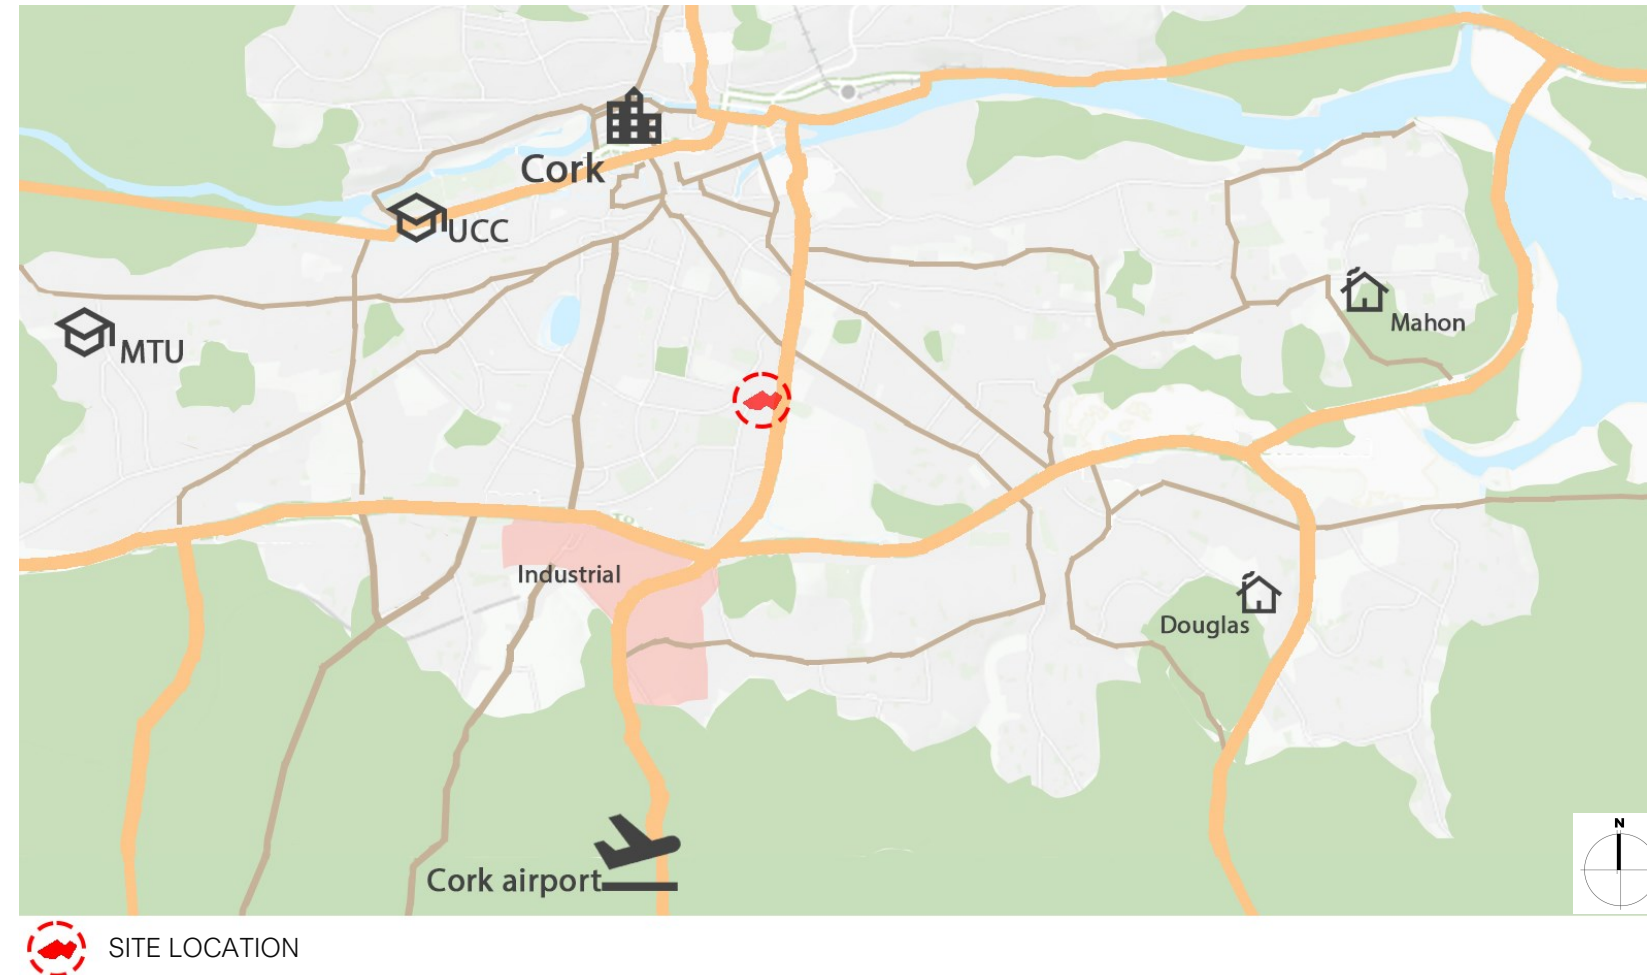 Cork
UCC
MTU
Mahon
Industrial
Douglas
Cork airport
N
SITE LOCATION